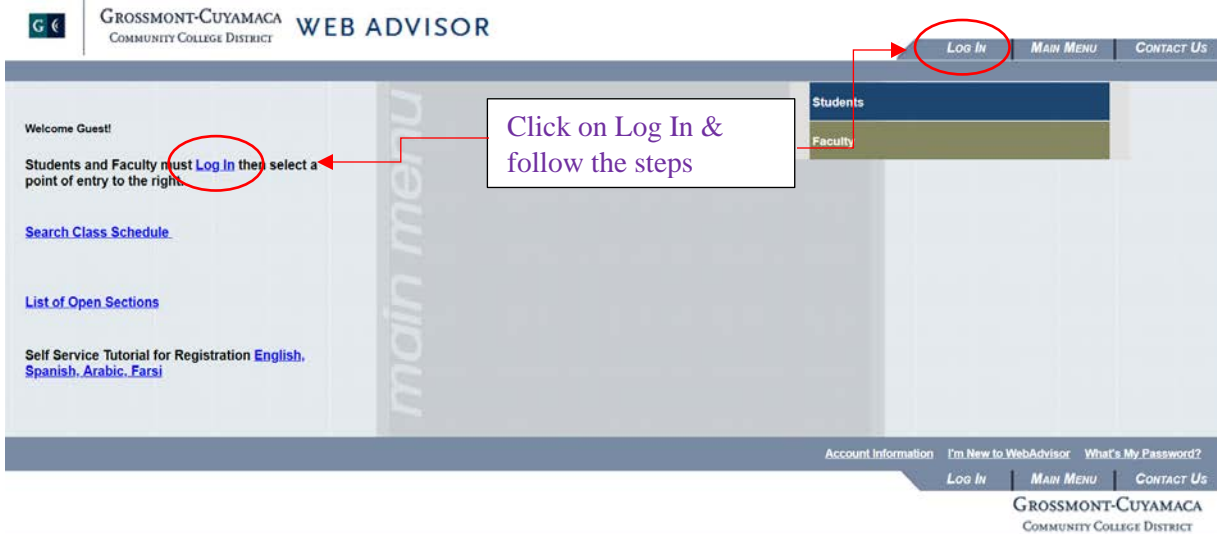 GROSSMONT-CUYAMACA
COMMUNITY COLLEGE DISTRICT
WEB ADVISOR
LOG IN
MAIN MENU
CONTACT US
Welcome Guest!
Students and Faculty must Log In then select a
point of entry to the right.
Search Class Schedule
List of Open Sections
Self Service Tutorial for Registration English,
Spanish, Arabic, Farsi
main menu
Click on Log In &
follow the steps
Students
Faculty
Account Information
I'm New to WebAdvisor
What's My Password?
LOG IN
MAIN MENU
CONTACT US
GROSSMONT-CUYAMACA
COMMUNITY COLLEGE DISTRICT